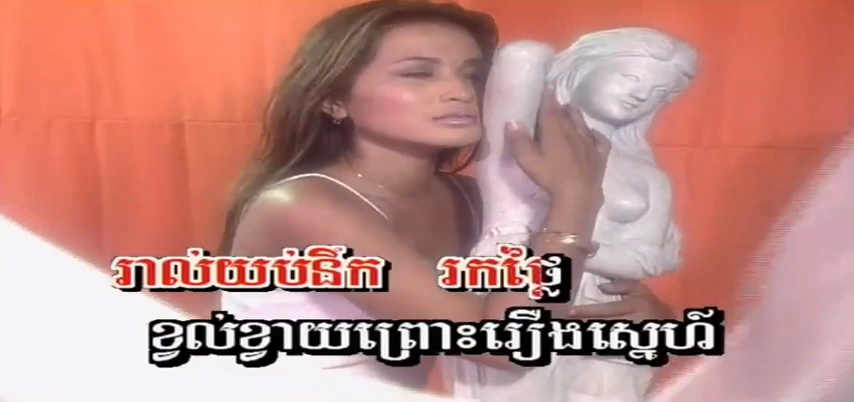 រាល់យប់នឹក រកថ្លៃ
ខ្វល់ខ្វាយព្រោះរឿងស្នេហ៍